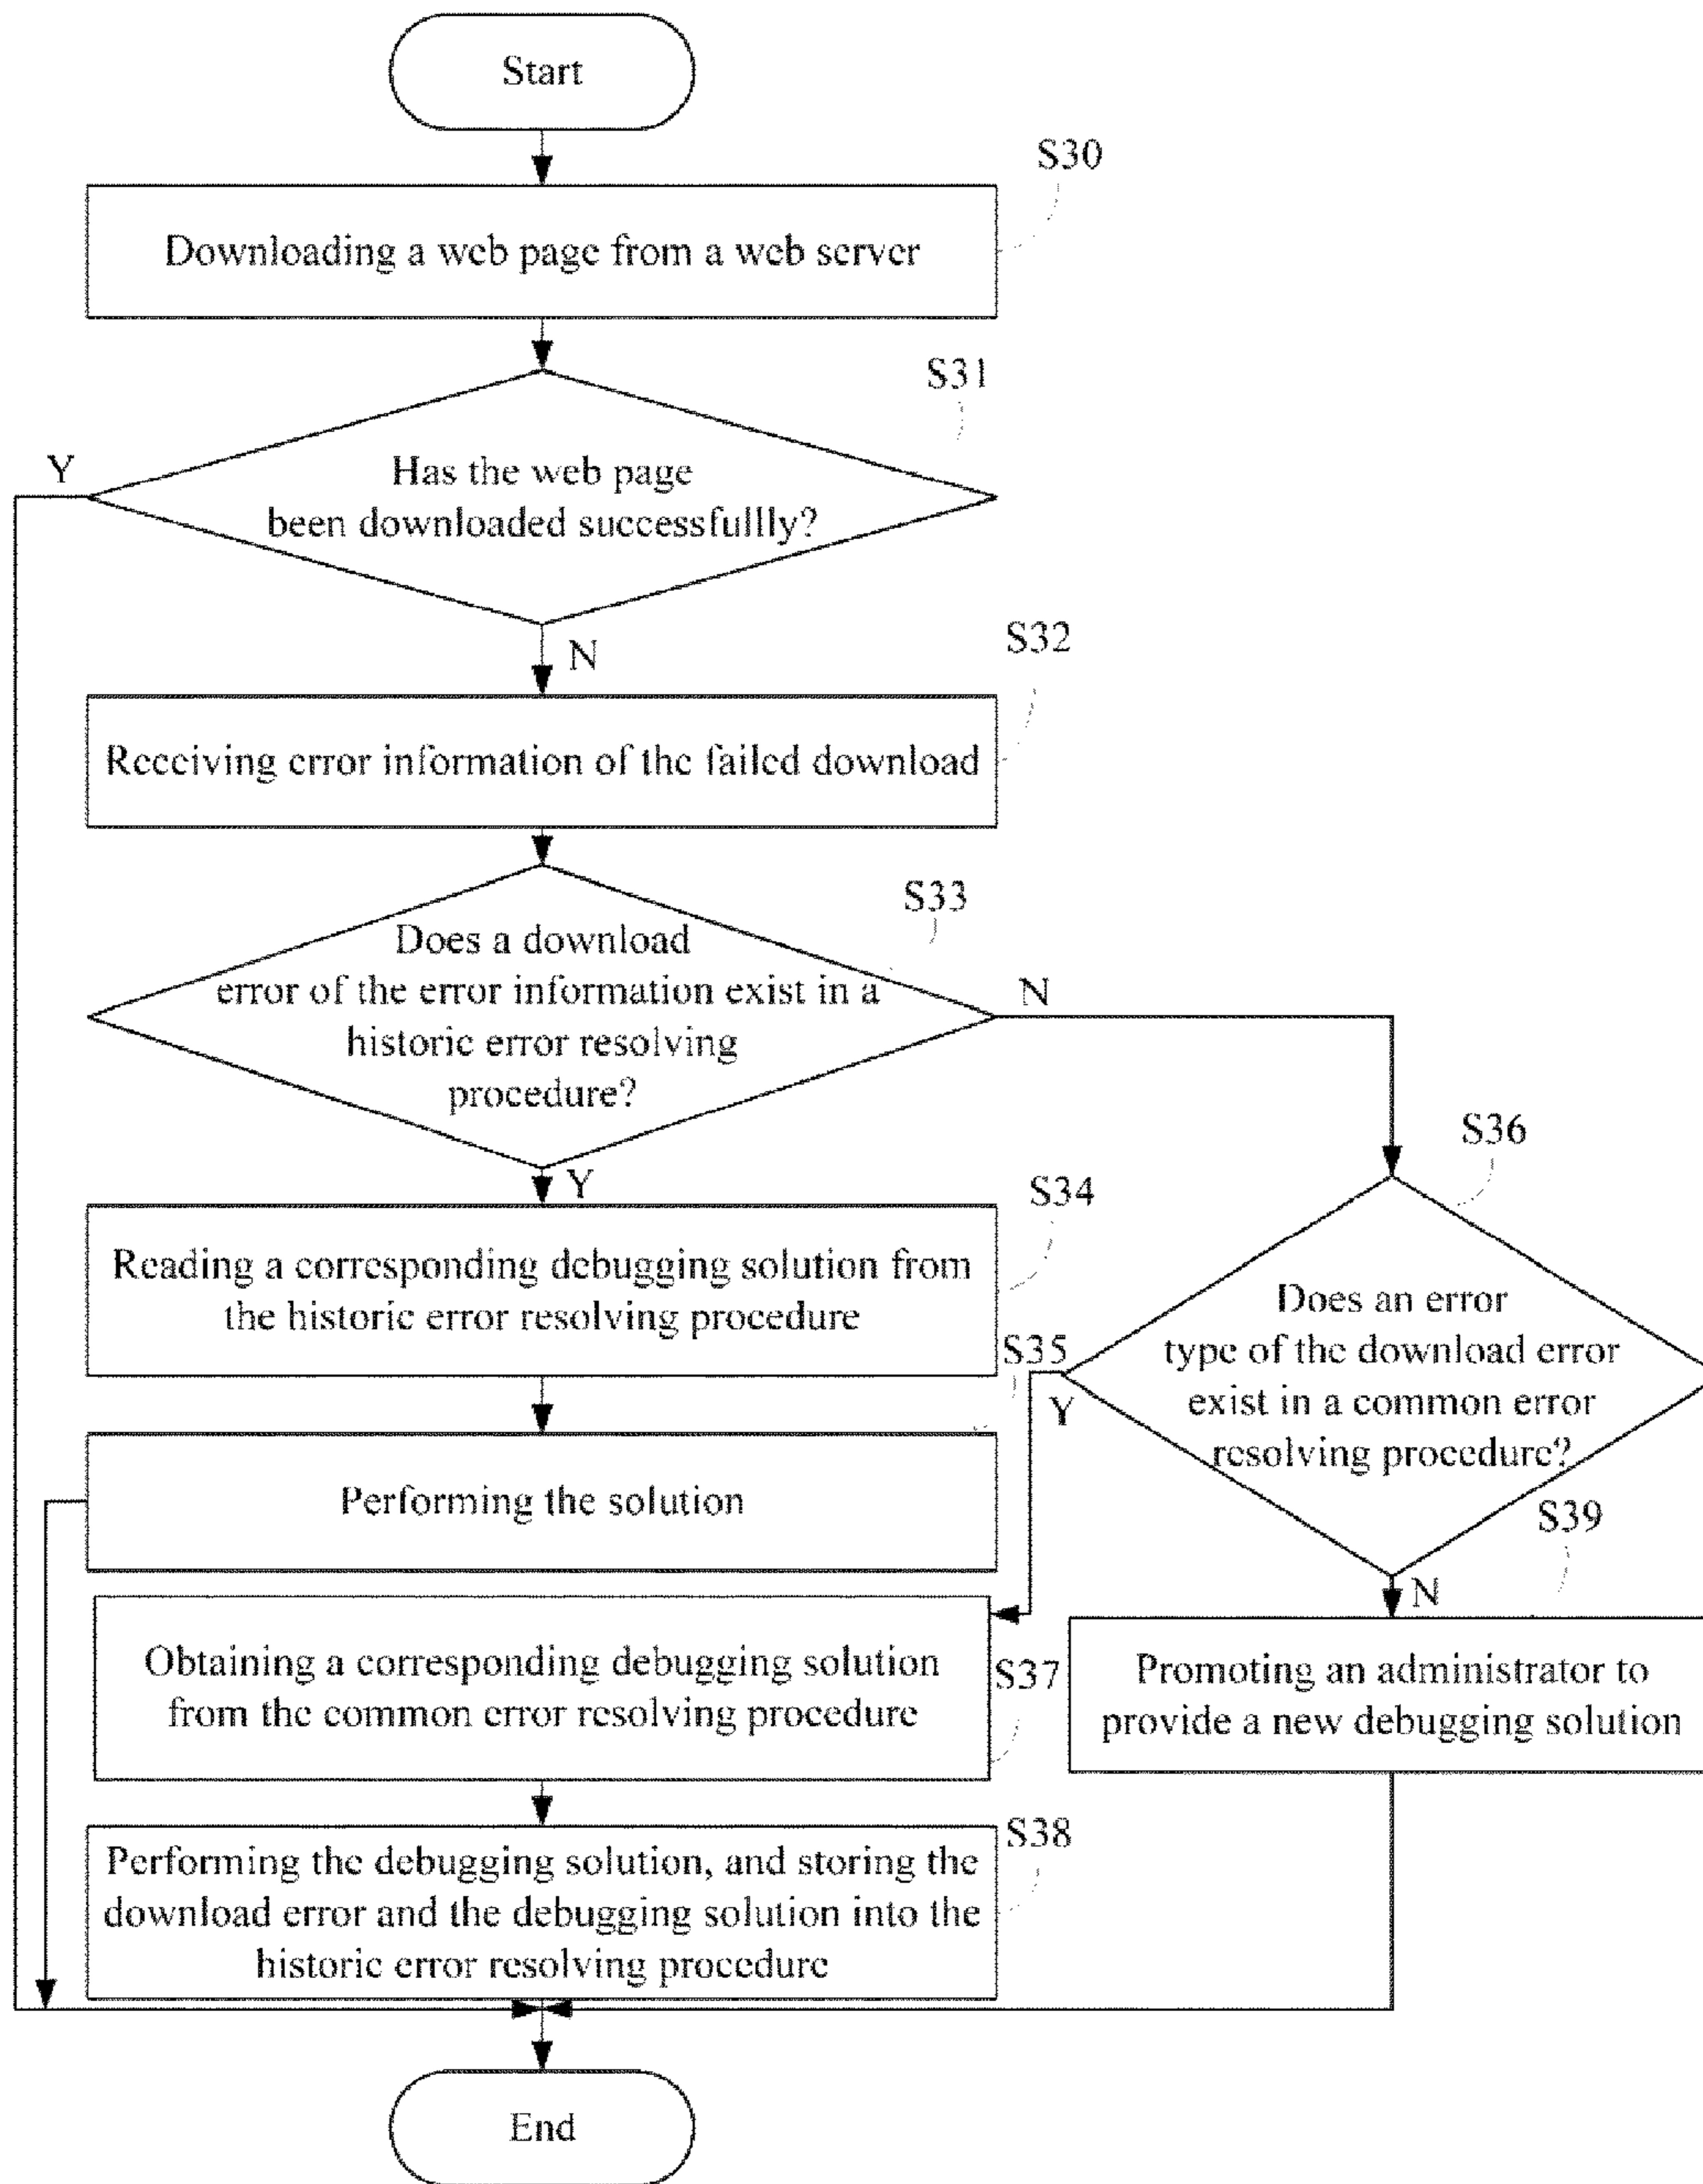 Start
S30
Downloading a web page from a web server
S31
Y
Has the web page
been downloaded successfullly?
N
S32
Receiving error information of the failed download
S33
Does a download
error of the error information exist in a
historic error resolving
procedure?
N
Y
S34
Reading a corresponding debugging solution from
the historic error resolving procedure
S35
Performing the solution
S36
Does an error
type of the download error
exist in a common error
resolving procedure?
Y
N
S37
Obtaining a corresponding debugging solution
from the common error resolving procedure
S39
Promoting an administrator to
provide a new debugging solution
S38
Performing the debugging solution, and storing the
download error and the debugging solution into the
historic error resolving procedure
End